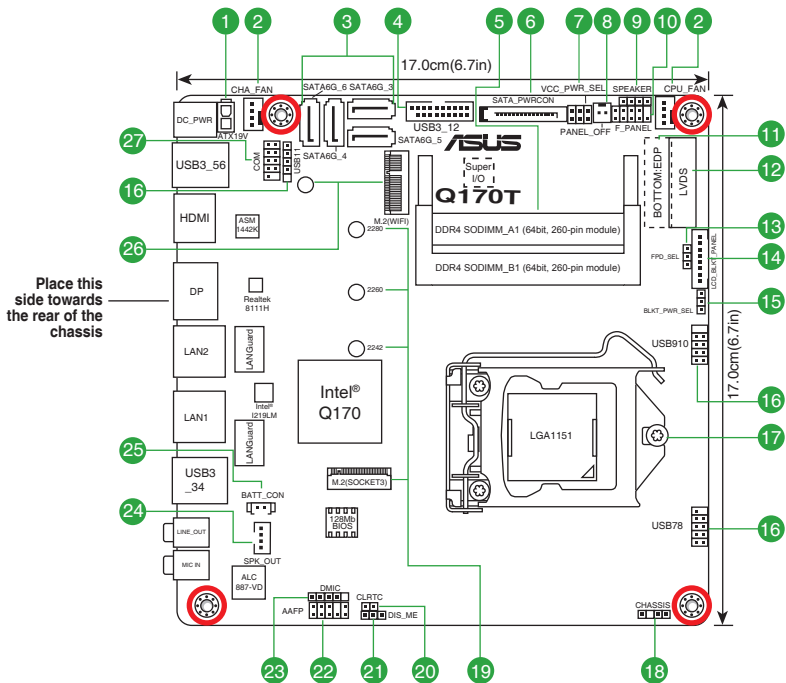 1 2 3 4 5 6 7 8 9 10 2
17.0cm(6.7in)
CHA_FAN
SATA6G_6 SATA6G_3
VCC_PWR_SEL
SPEAKER
CPU_FAN
SATA_PWRCON
DC_PWR
ATX19V
USB3_12
PANEL_OFF
F_PANEL
SATA6G_4
SATA6G_5
ASUS
11
27
COM
USB11
USB3_56
Super
I/O
BOTTOM:EDP
LVDS
12
16
Q170T
HDMI
ASM
1442K
M.2(WIFI)
2280
DDR4 SODIMM_A1 (64bit, 260-pin module)
13
26
FPD_SEL
LCD_BLKT_PANEL
14
DDR4 SODIMM_B1 (64bit, 260-pin module)
Place this
side towards
the rear of the
chassis
DP
Realtek
8111H
2260
BLKT_PWR_SEL
15
LAN2
LANGuard
2242
USB910
17.0cm(6.7in)
16
Intel®
Q170
Intel®
I219LM
LAN1
LANGuard
LGA1151
17
25
USB3
_34
M.2(SOCKET3)
BATT_CON
24
128Mb
BIOS
USB78
16
LINE_OUT
SPK_OUT
MIC IN
ALC
887-VD
DMIC
AAFP
CLRTC
DIS_ME
CHASSIS
23 22 21 20 19 18